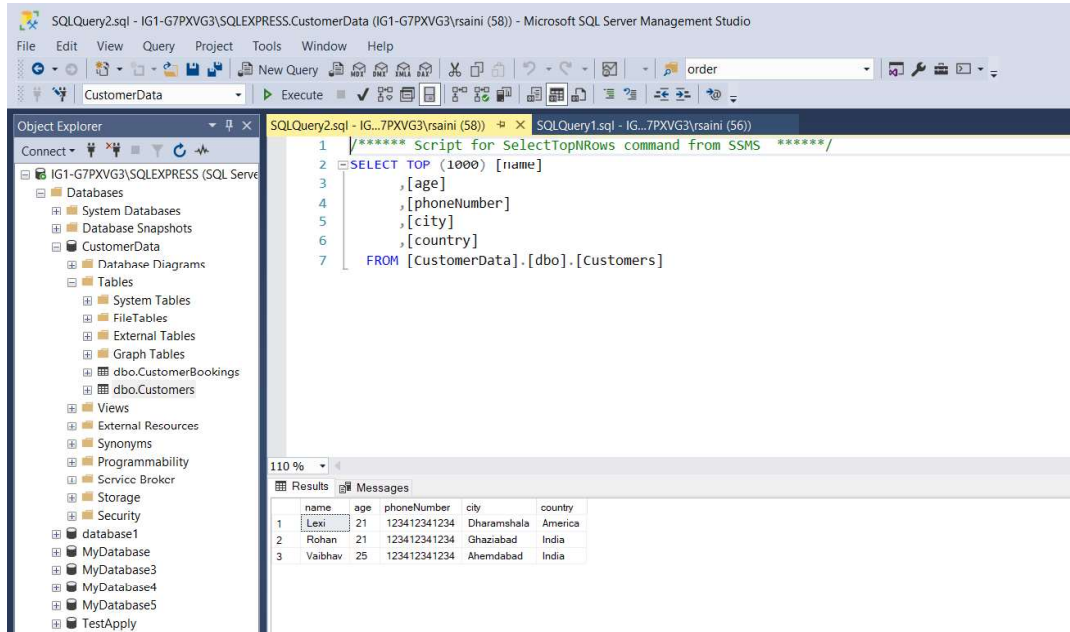 SQLQuery2.sql - IG1-G7PXVG3\SQLEXPRESS.CustomerData (IG1-G7PXVG3\rsaini (58)) - Microsoft SQL Server Management Studio
File Edit View Query Project Tools Window Help
New Query MDX DMX XMLA DAX order
CustomerData Execute
Object Explorer
Connect
IG1-G7PXVG3\SQLEXPRESS (SQL Serve
Databases
System Databases
Database Snapshots
CustomerData
Database Diagrams
Tables
System Tables
FileTables
External Tables
Graph Tables
dbo.CustomerBookings
dbo.Customers
Views
External Resources
Synonyms
Programmability
Service Broker
Storage
Security
database1
MyDatabase
MyDatabase3
MyDatabase4
MyDatabase5
TestApply
SQLQuery2.sql - IG...7PXVG3\rsaini (58)) SQLQuery1.sql - IG...7PXVG3\rsaini (56))
1 /****** Script for SelectTopNRows command from SSMS ******/
2 SELECT TOP (1000) [name]
3 ,[age]
4 ,[phoneNumber]
5 ,[city]
6 ,[country]
7 FROM [CustomerData].[dbo].[Customers]
110 %
Results Messages
name age phoneNumber city country
1 Lexi 21 123412341234 Dharamshala America
2 Rohan 21 123412341234 Ghaziabad India
3 Vaibhav 25 123412341234 Ahemdabad India